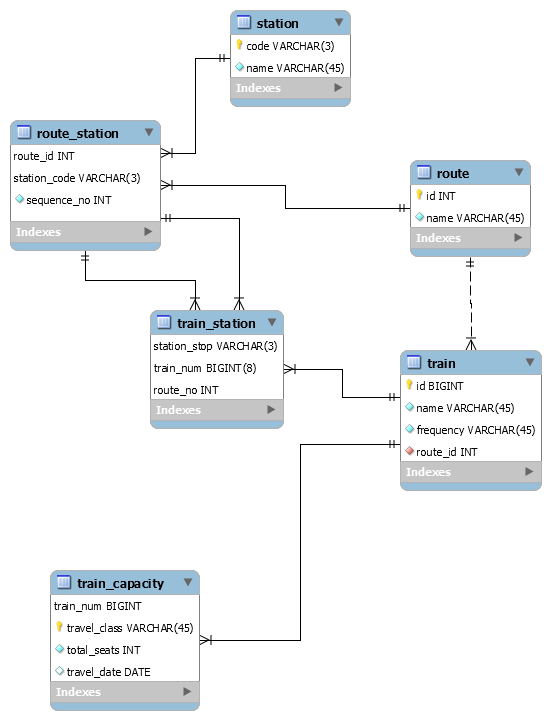 station
code VARCHAR(3)
name VARCHAR(45)
Indexes
route_station
route_id INT
station_code VARCHAR(3)
sequence_no INT
Indexes
route
id INT
name VARCHAR(45)
Indexes
train_station
station_stop VARCHAR(3)
train_num BIGINT(8)
route_no INT
Indexes
train
id BIGINT
name VARCHAR(45)
frequency VARCHAR(45)
route_id INT
Indexes
train_capacity
train_num BIGINT
travel_class VARCHAR(45)
total_seats INT
travel_date DATE
Indexes